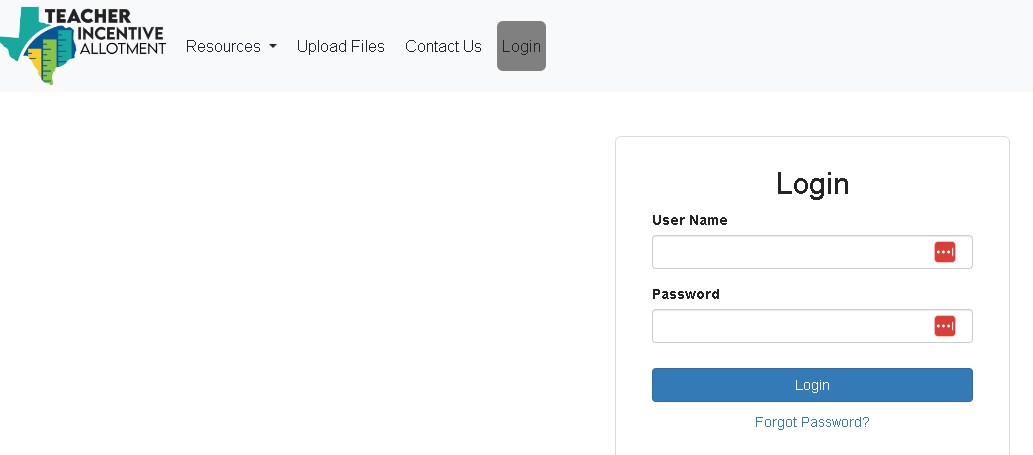 TEACHER
INCENTIVE
ALLOTMENT
Resources Upload Files Contact Us Login
Login
User Name
Password
Login
Forgot Password?